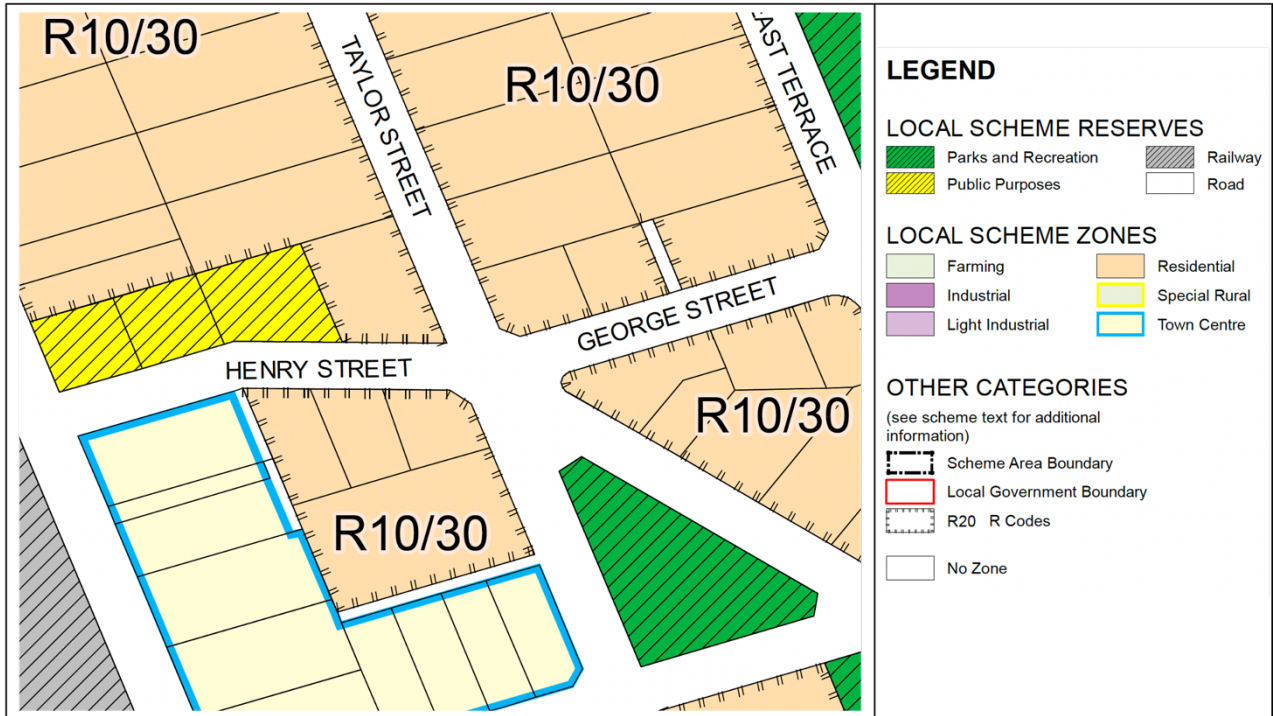 R10/30
TAYLOR STREET
R10/30
EAST TERRACE
GEORGE STREET
HENRY STREET
R10/30
R10/30
LEGEND
LOCAL SCHEME RESERVES
Parks and Recreation
Railway
Public Purposes
Road
LOCAL SCHEME ZONES
Farming
Residential
Industrial
Special Rural
Light Industrial
Town Centre
OTHER CATEGORIES
(see scheme text for additional
information)
Scheme Area Boundary
Local Government Boundary
R20 R Codes
No Zone